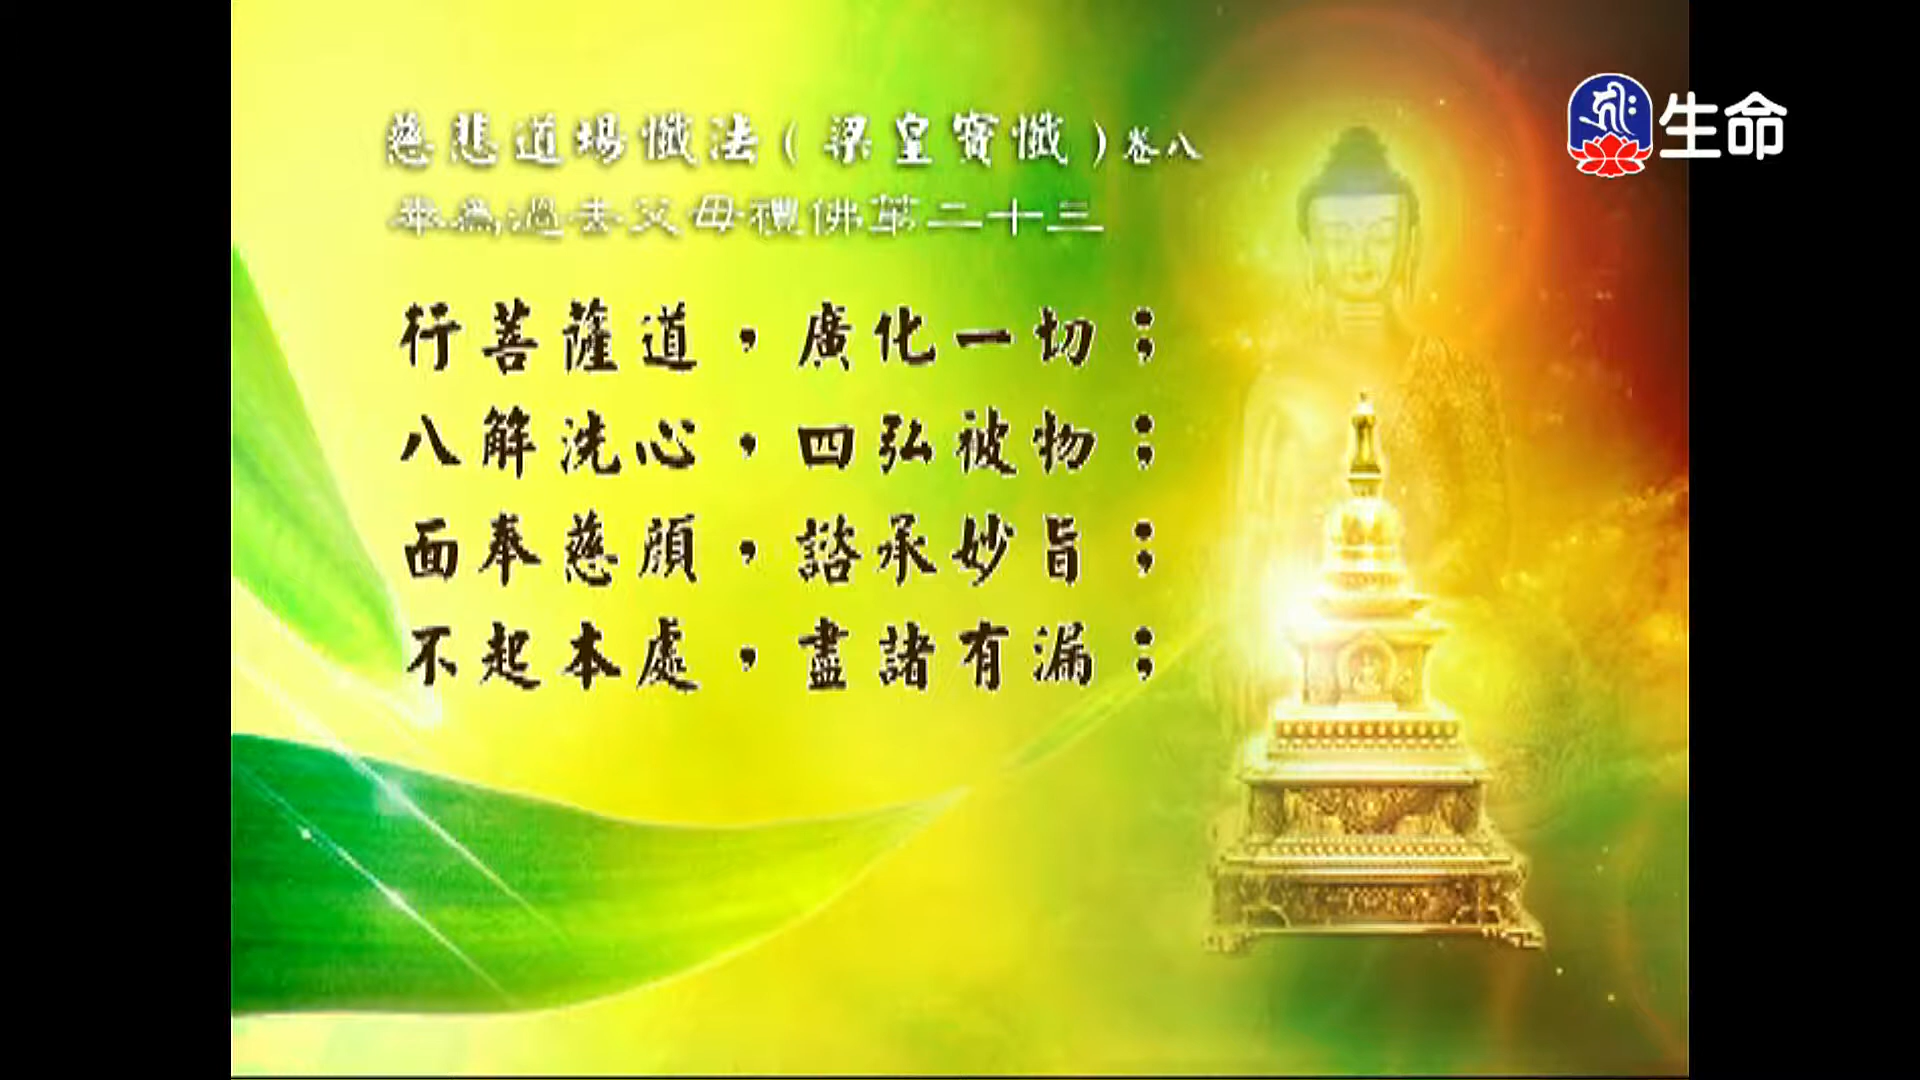 慈悲道場懺法(梁皇寶懺)卷八
奉為過去父母禮佛第二十三
行菩薩道，廣化一切；
八解洗心，四弘被物；
面奉慈顏，諮承妙旨；
不起本處，盡諸有漏；
生命